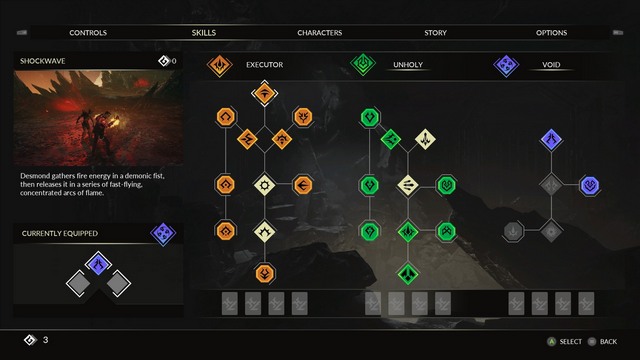 CONTROLS
SKILLS
CHARACTERS
STORY
OPTIONS
SHOCKWAVE
0
EXECUTOR
UNHOLY
VOID
Desmond gathers fire energy in a demonic fist,
then releases it in a series of fast-flying,
concentrated arcs of flame.
CURRENTLY EQUIPPED
3
A SELECT
BACK